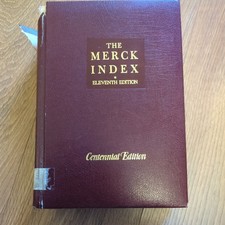 THE
MERCK
INDEX
ELEVENTH EDITION
Centennial Edition